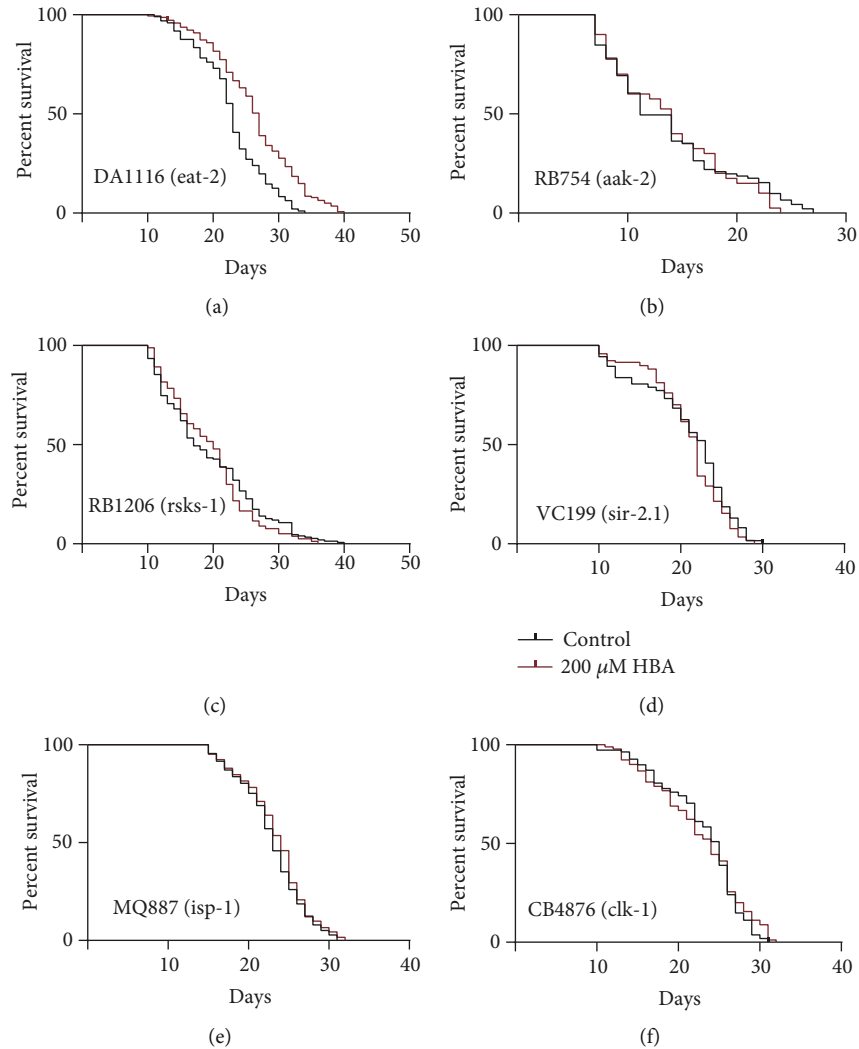 100
50
0
Percent survival
DA1116 (eat-2)
10 20 30 40 50
Days
(a)
100
50
0
Percent survival
RB754 (aak-2)
10 20 30
Days
(b)
100
50
0
Percent survival
RB1206 (rsks-1)
10 20 30 40 50
Days
(c)
100
50
0
Percent survival
VC199 (sir-2.1)
10 20 30 40
Days
Control
200 μM HBA
(d)
100
50
0
Percent survival
MQ887 (isp-1)
10 20 30 40
Days
(e)
100
50
0
Percent survival
CB4876 (clk-1)
10 20 30 40
Days
(f)